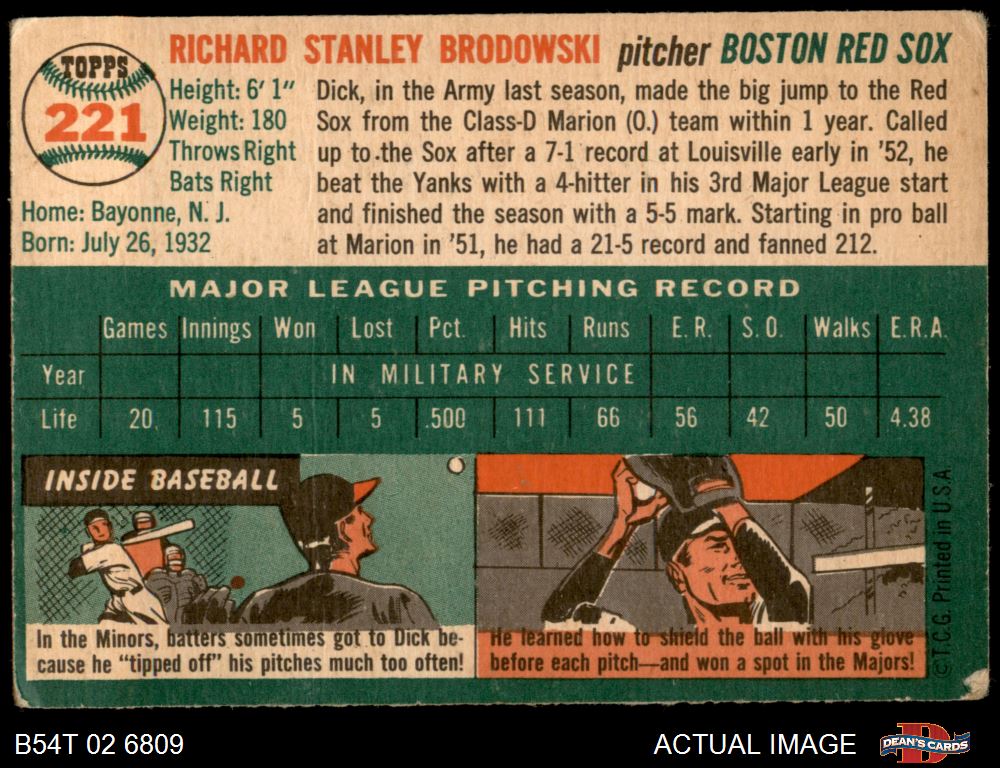 TOPPS
221
RICHARD STANLEY BRODOWSKI pitcher BOSTON RED SOX
Height: 6' 1"
Weight: 180
Throws Right
Bats Right
Home: Bayonne, N. J.
Born: July 26, 1932
Dick, in the Army last season, made the big jump to the Red
Sox from the Class-D Marion (O.) team within 1 year. Called
up to the Sox after a 7-1 record at Louisville early in '52, he
beat the Yanks with a 4-hitter in his 3rd Major League start
and finished the season with a 5-5 mark. Starting in pro ball
at Marion in '51, he had a 21-5 record and fanned 212.
MAJOR LEAGUE PITCHING RECORD
Games Innings Won Lost Pct. Hits Runs E. R. S. O. Walks E.R.A.
Year IN MILITARY SERVICE
Life 20 115 5 5 .500 111 66 56 42 50 4.38
INSIDE BASEBALL
In the Minors, batters sometimes got to Dick be-
cause he "tipped off" his pitches much too often!
He learned how to shield the ball with his glove
before each pitch—and won a spot in the Majors!
© T.C.G. Printed in U.S.A.
B54T 02 6809
ACTUAL IMAGE
DEAN'S CARDS